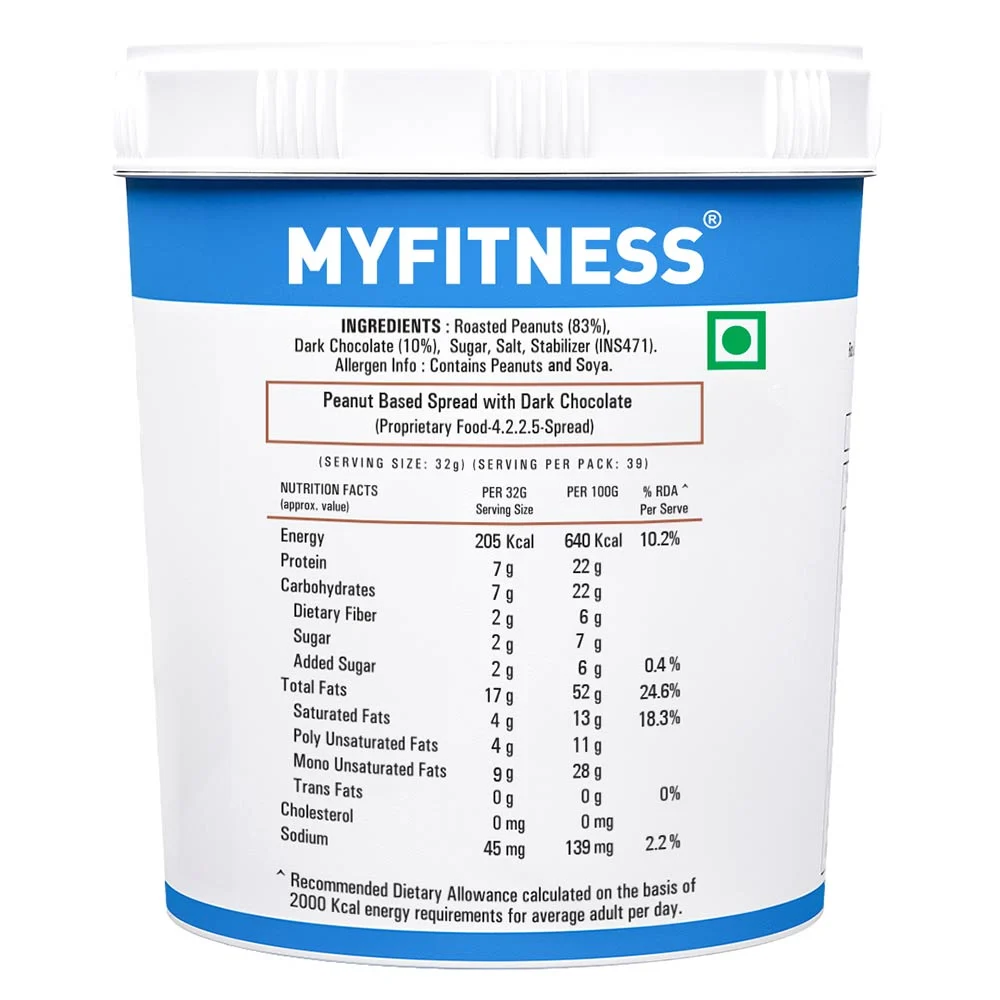 MYFITNESS®
INGREDIENTS : Roasted Peanuts (83%),
Dark Chocolate (10%), Sugar, Salt, Stabilizer (INS471).
Allergen Info : Contains Peanuts and Soya.
Peanut Based Spread with Dark Chocolate
(Proprietary Food-4.2.2.5-Spread)
(SERVING SIZE: 32g) (SERVING PER PACK: 39)
NUTRITION FACTS (approx. value) PER 32G Serving Size PER 100G % RDA ^ Per Serve
Energy 205 Kcal 640 Kcal 10.2%
Protein 7 g 22 g
Carbohydrates 7 g 22 g
Dietary Fiber 2 g 6 g
Sugar 2 g 7 g
Added Sugar 2 g 6 g 0.4 %
Total Fats 17 g 52 g 24.6%
Saturated Fats 4 g 13 g 18.3%
Poly Unsaturated Fats 4 g 11 g
Mono Unsaturated Fats 9 g 28 g
Trans Fats 0 g 0 g 0%
Cholesterol 0 mg 0 mg
Sodium 45 mg 139 mg 2.2 %
^ Recommended Dietary Allowance calculated on the basis of
2000 Kcal energy requirements for average adult per day.